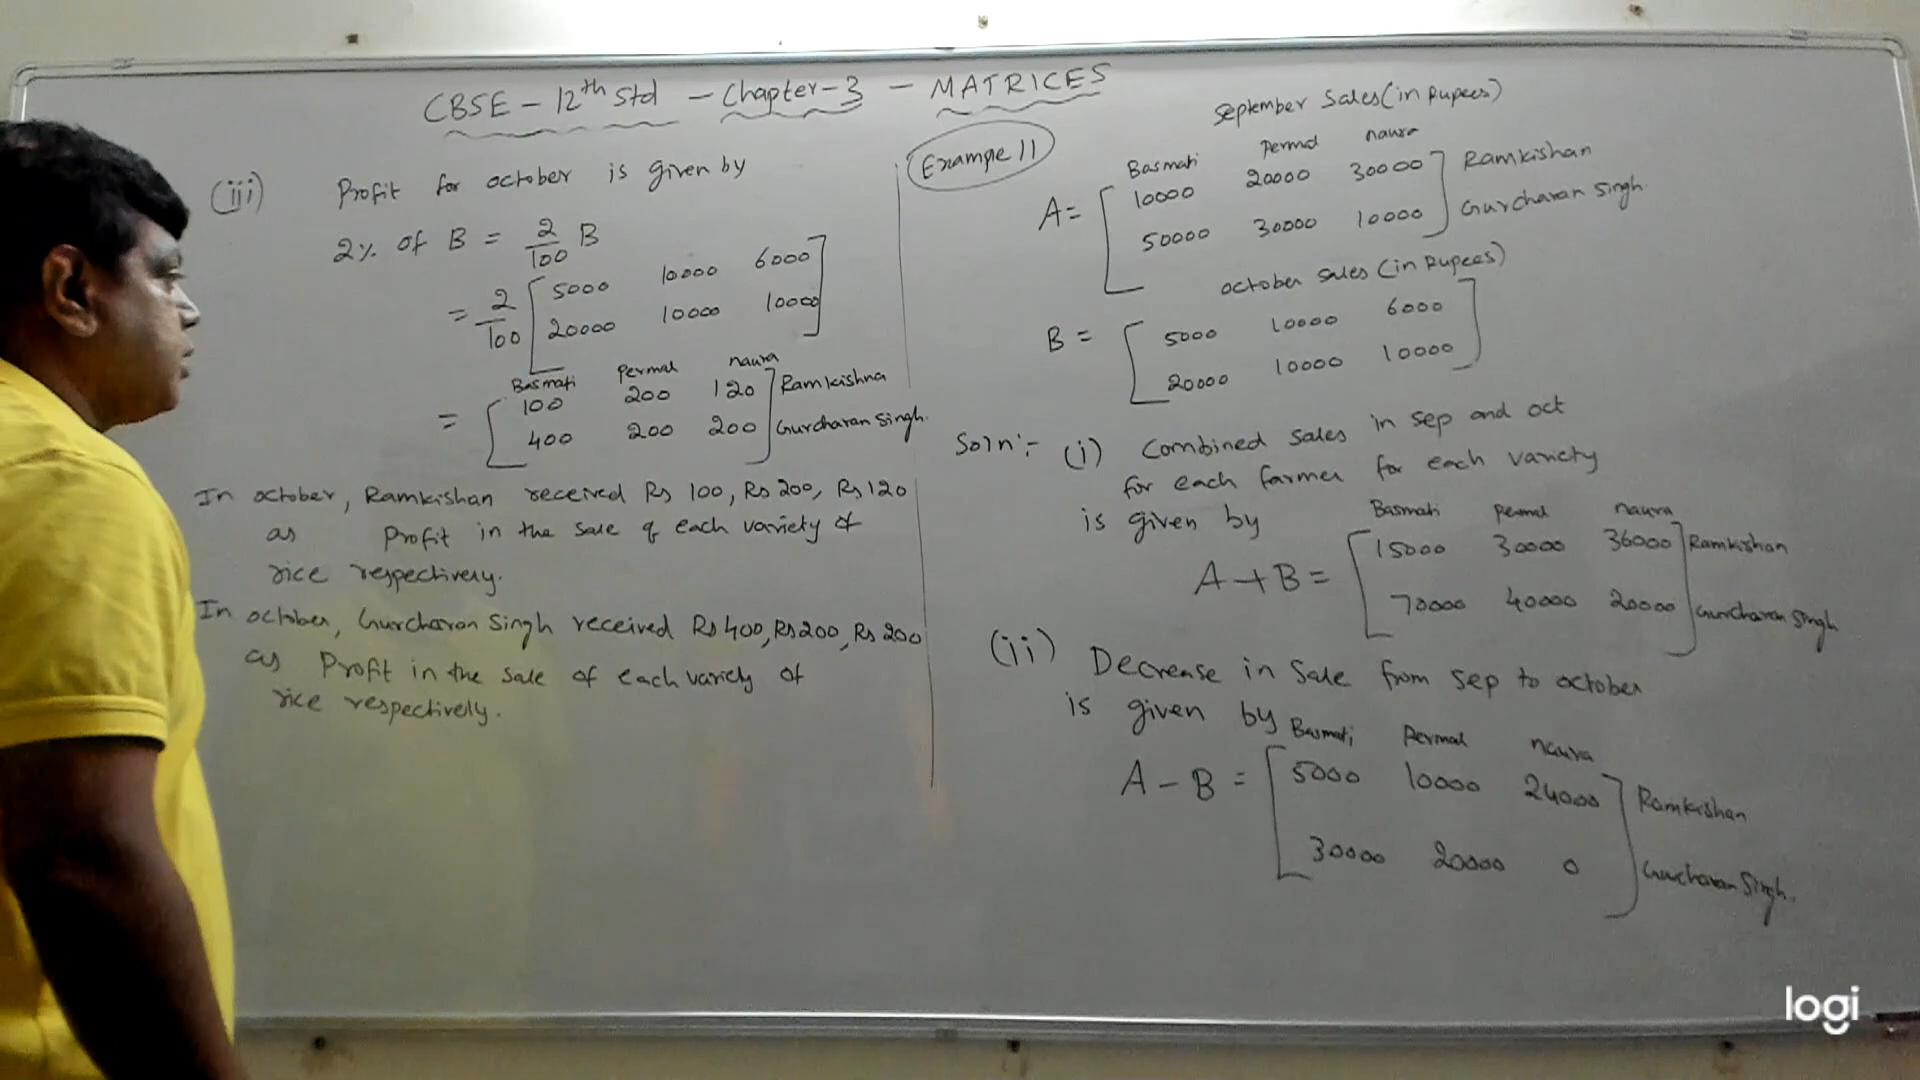 CBSE - 12th Std - Chapter-3 - MATRICES
(iii) Profit for october is given by
2% of B = 2/100 B
= 2/100 [ 5000 10000 6000
20000 10000 10000 ]
Basmati Permal naura
= [ 100 200 120 ] Ramkishna
400 200 200 Gurcharan Singh.
In october, Ramkishan received Rs 100, Rs 200, Rs 120
as Profit in the sale of each variety of
rice respectively.
In october, Gurcharan Singh received Rs 400, Rs 200, Rs 200
as Profit in the sale of each variety of
rice respectively.
Exampe 11
September Sales (in Rupees)
Basmati Permal naura
A = [ 10000 20000 30000 ] Ramkishan
50000 30000 10000 Gurcharan Singh.
october sales (in Rupees)
B = [ 5000 10000 6000
20000 10000 10000 ]
Soln:- (i) Combined sales in sep and oct
for each farmer for each variety
is given by
Basmati Permal naura
A + B = [ 15000 30000 36000 ] Ramkishan
70000 40000 20000 Gurcharan Singh
(ii) Decrease in Sale from sep to october
is given by
Basmati Permal naura
A - B = [ 5000 10000 24000 ] Ramkishan
30000 20000 0 Gurcharan Singh.
logi